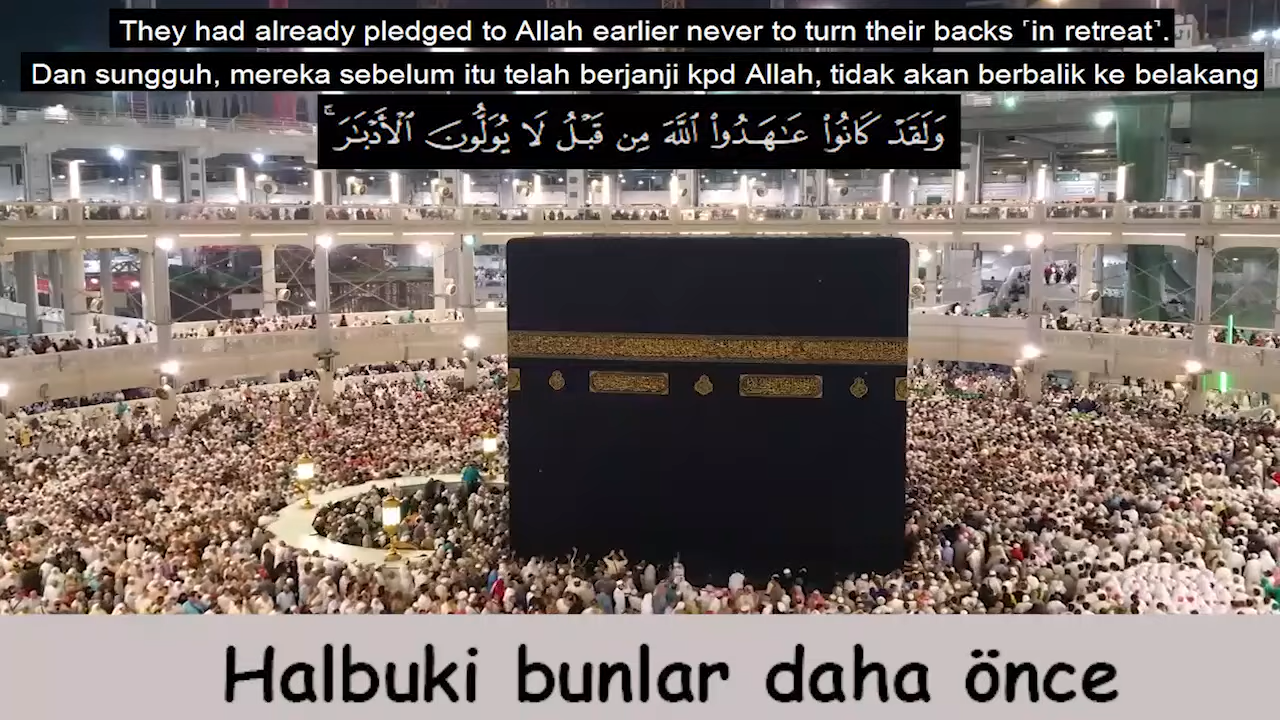 They had already pledged to Allah earlier never to turn their backs ˹in retreat˺.
Dan sungguh, mereka sebelum itu telah berjanji kpd Allah, tidak akan berbalik ke belakang
وَلَقَدْ كَانُوا۟ عَـٰهَدُوا۟ ٱللَّهَ مِن قَبْلُ لَا يُوَلُّونَ ٱلْأَدْبَـٰرَ ۚ
Halbuki bunlar daha önce